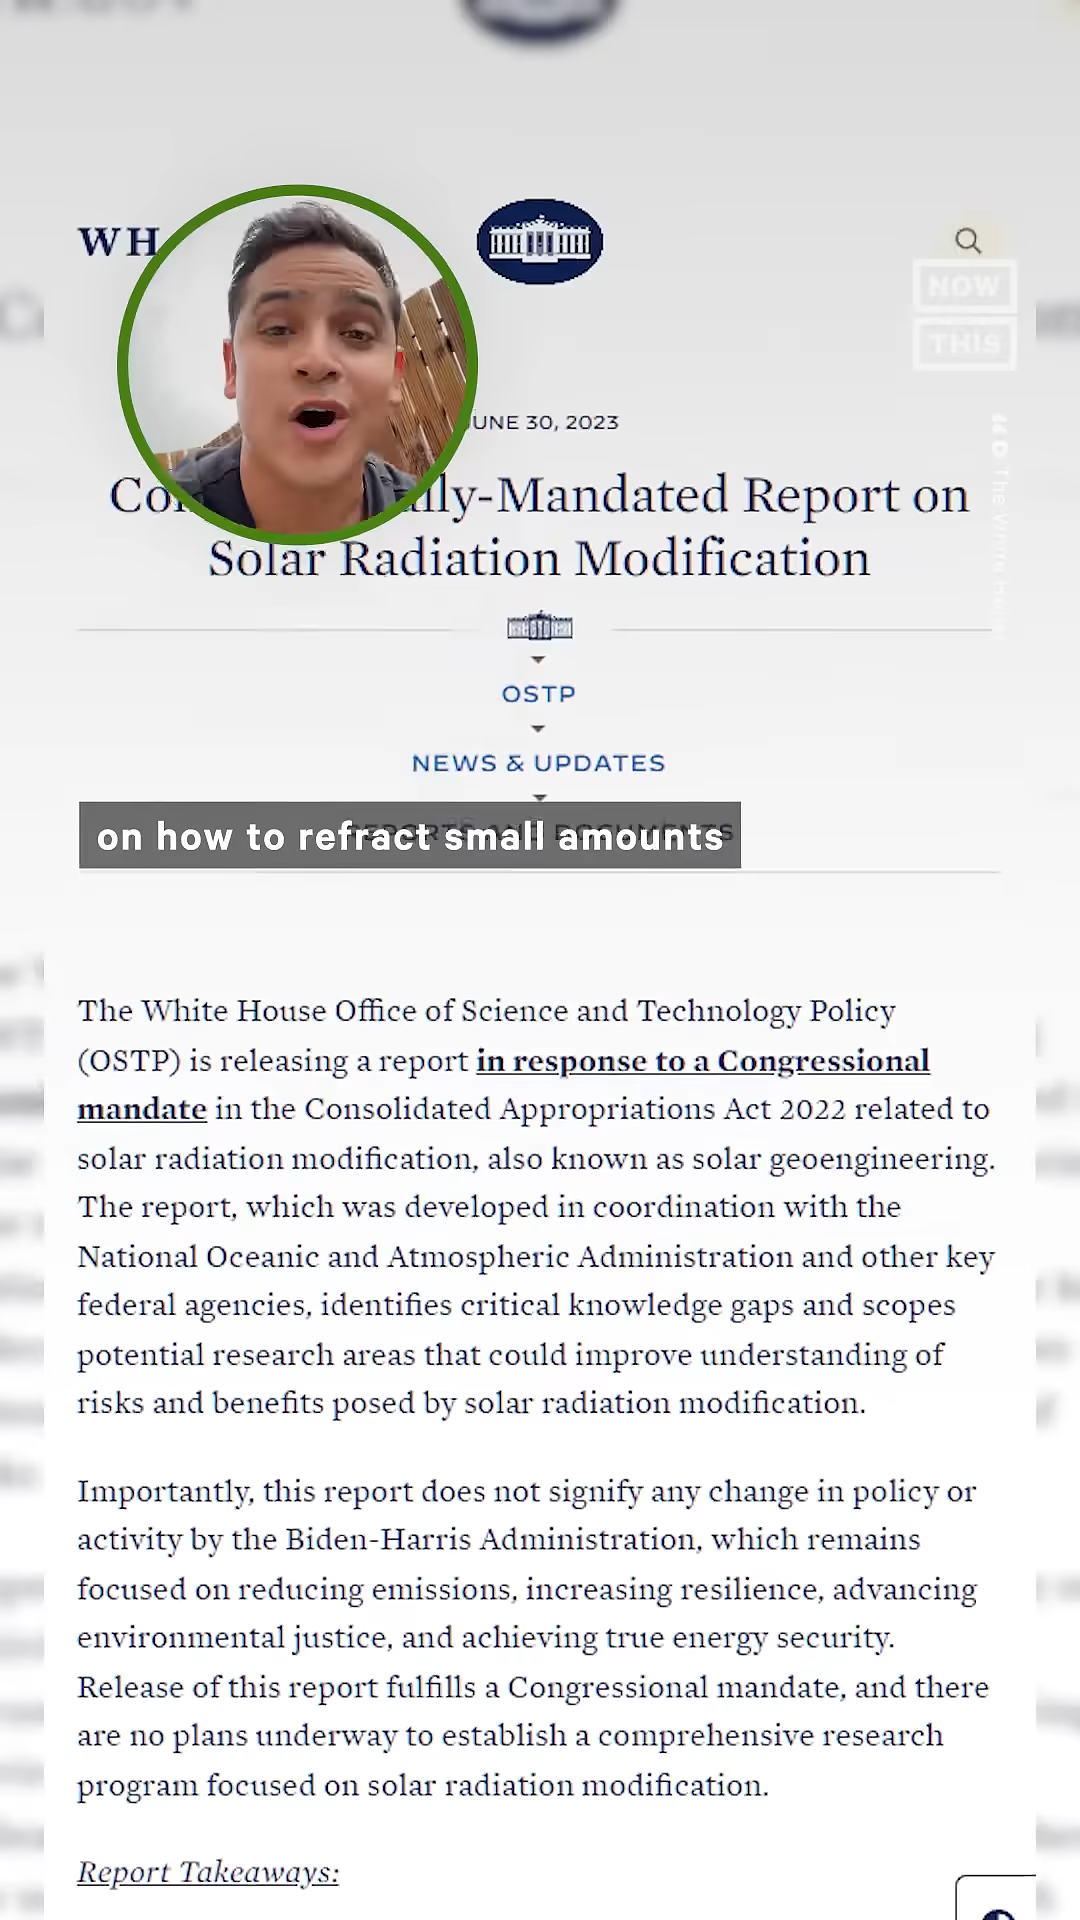 WH
NOW
THIS
JUNE 30, 2023
Co lly-Mandated Report on
Solar Radiation Modification
The White House
OSTP
NEWS & UPDATES
REPORTS AND DOCUMENTS
on how to refract small amounts
The White House Office of Science and Technology Policy
(OSTP) is releasing a report in response to a Congressional
mandate in the Consolidated Appropriations Act 2022 related to
solar radiation modification, also known as solar geoengineering.
The report, which was developed in coordination with the
National Oceanic and Atmospheric Administration and other key
federal agencies, identifies critical knowledge gaps and scopes
potential research areas that could improve understanding of
risks and benefits posed by solar radiation modification.
Importantly, this report does not signify any change in policy or
activity by the Biden-Harris Administration, which remains
focused on reducing emissions, increasing resilience, advancing
environmental justice, and achieving true energy security.
Release of this report fulfills a Congressional mandate, and there
are no plans underway to establish a comprehensive research
program focused on solar radiation modification.
Report Takeaways: